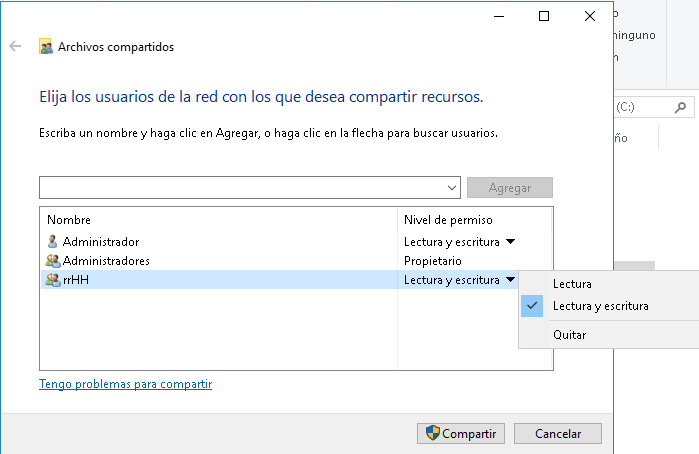 Archivos compartidos
ninguno
Elija los usuarios de la red con los que desea compartir recursos.
(C:)
Escriba un nombre y haga clic en Agregar, o haga clic en la flecha para buscar usuarios.
Agregar
Nombre
Nivel de permiso
Administrador
Lectura y escritura
Administradores
Propietario
rrHH
Lectura y escritura
Lectura
Lectura y escritura
Quitar
Tengo problemas para compartir
Compartir
Cancelar